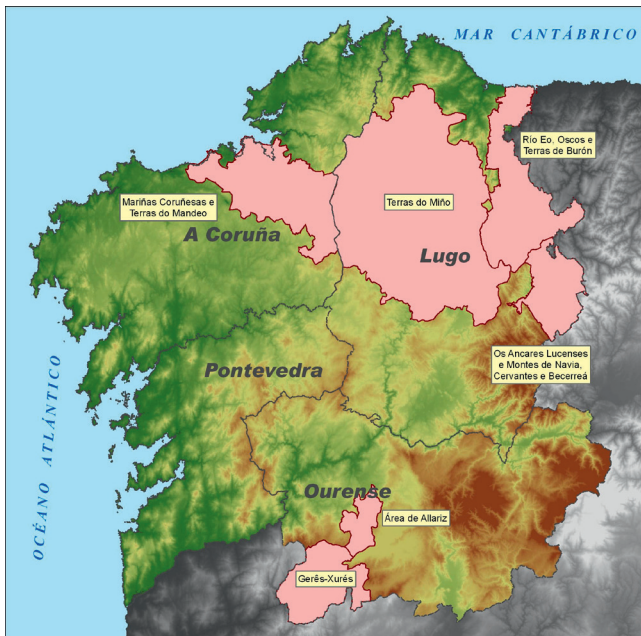 MAR CANTÁBRICO
Río Eo, Oscos e
Terras de Burón
Mariñas Coruñesas e
Terras do Mandeo
Terras do Miño
A Coruña
Lugo
Os Ancares Lucenses
e Montes de Navia,
Cervantes e Becerreá
Pontevedra
OCÉANO ATLÁNTICO
Ourense
Área de Allariz
Gerês-Xurés